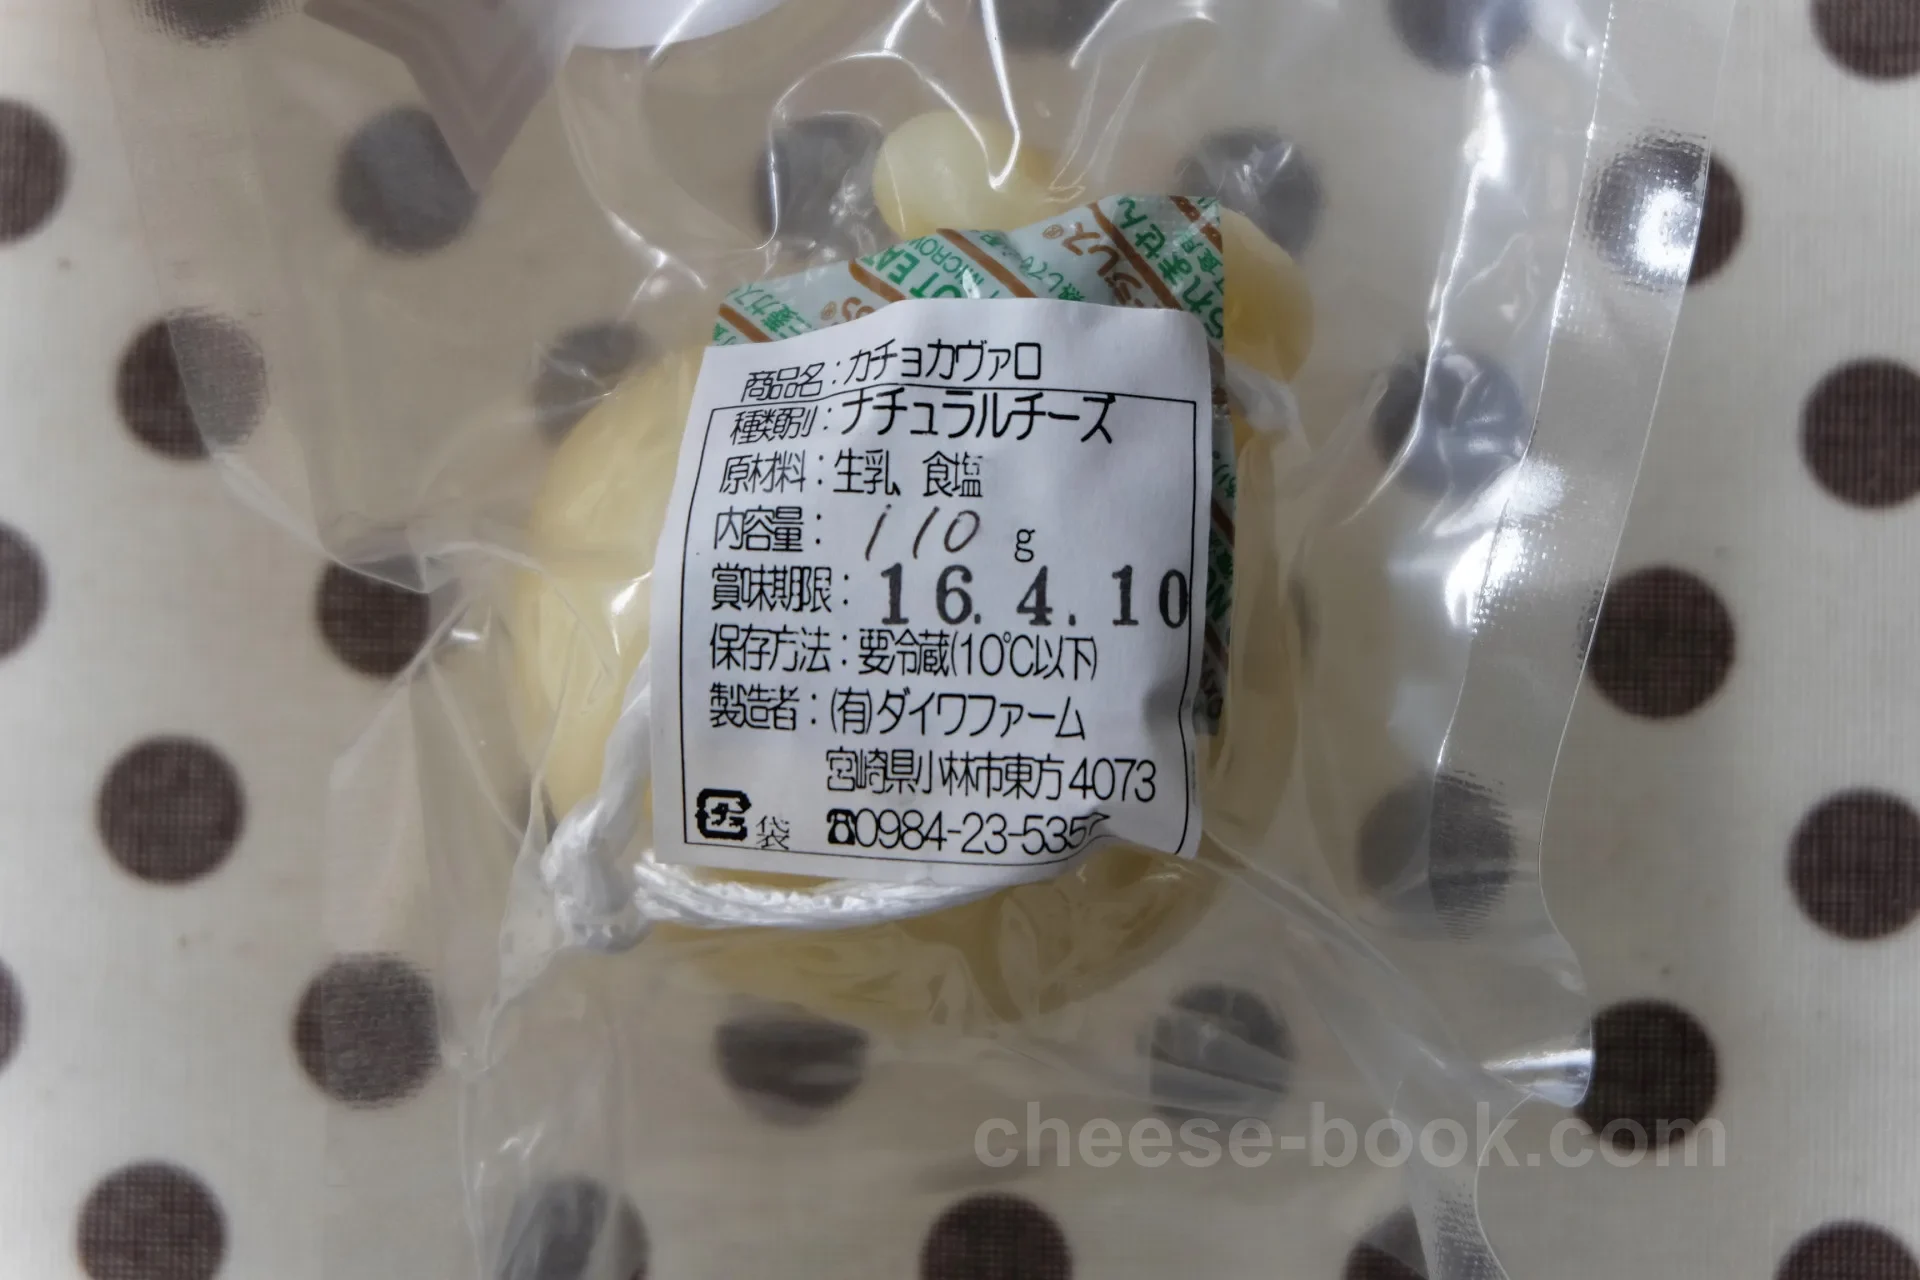 商品名：カチョカヴァロ
種類別：ナチュラルチーズ
原材料：生乳、食塩
内容量：110 g
賞味期限：16.4.10
保存方法：要冷蔵(10℃以下)
製造者：(有)ダイワファーム
宮崎県小林市東方4073
プラ 袋 ☎0984-23-535
cheese-book.com